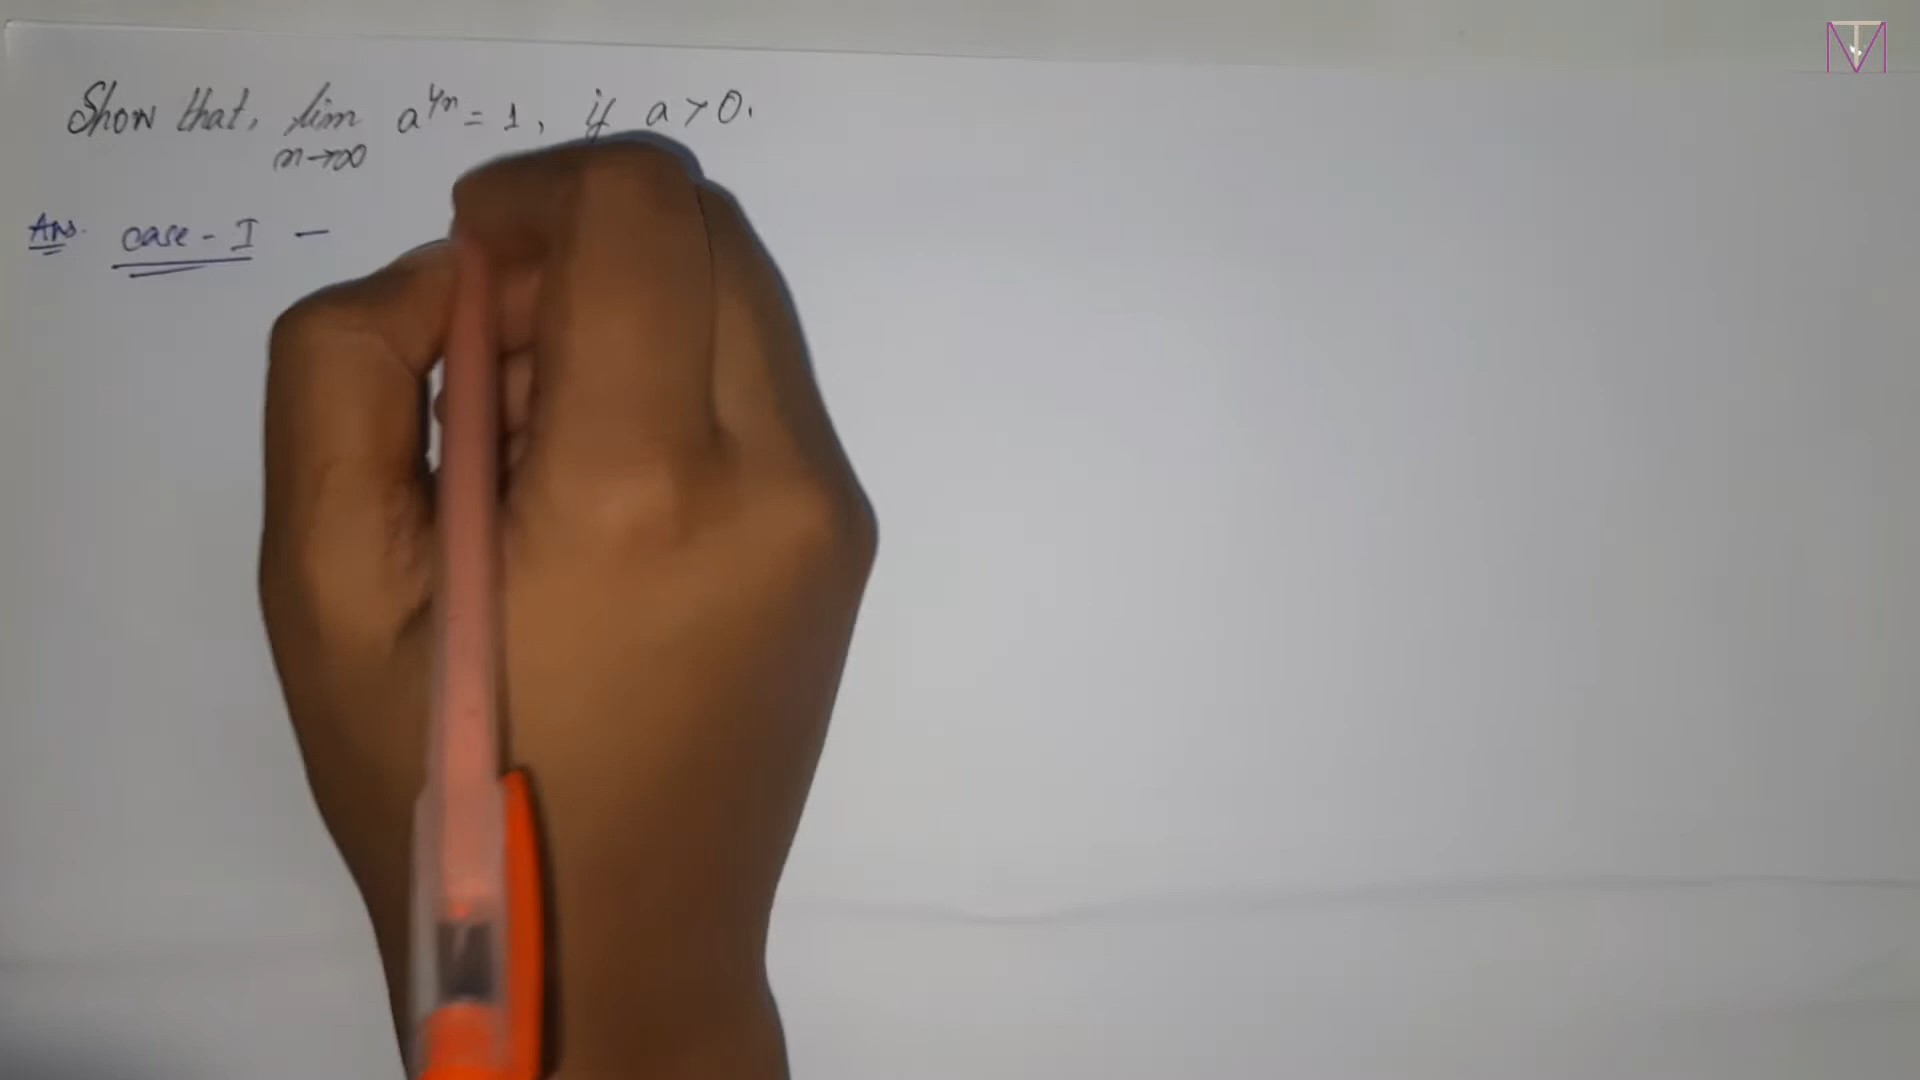 Show that, lim a^1/n = 1, if a > 0.
n→∞
Ans. case - I -